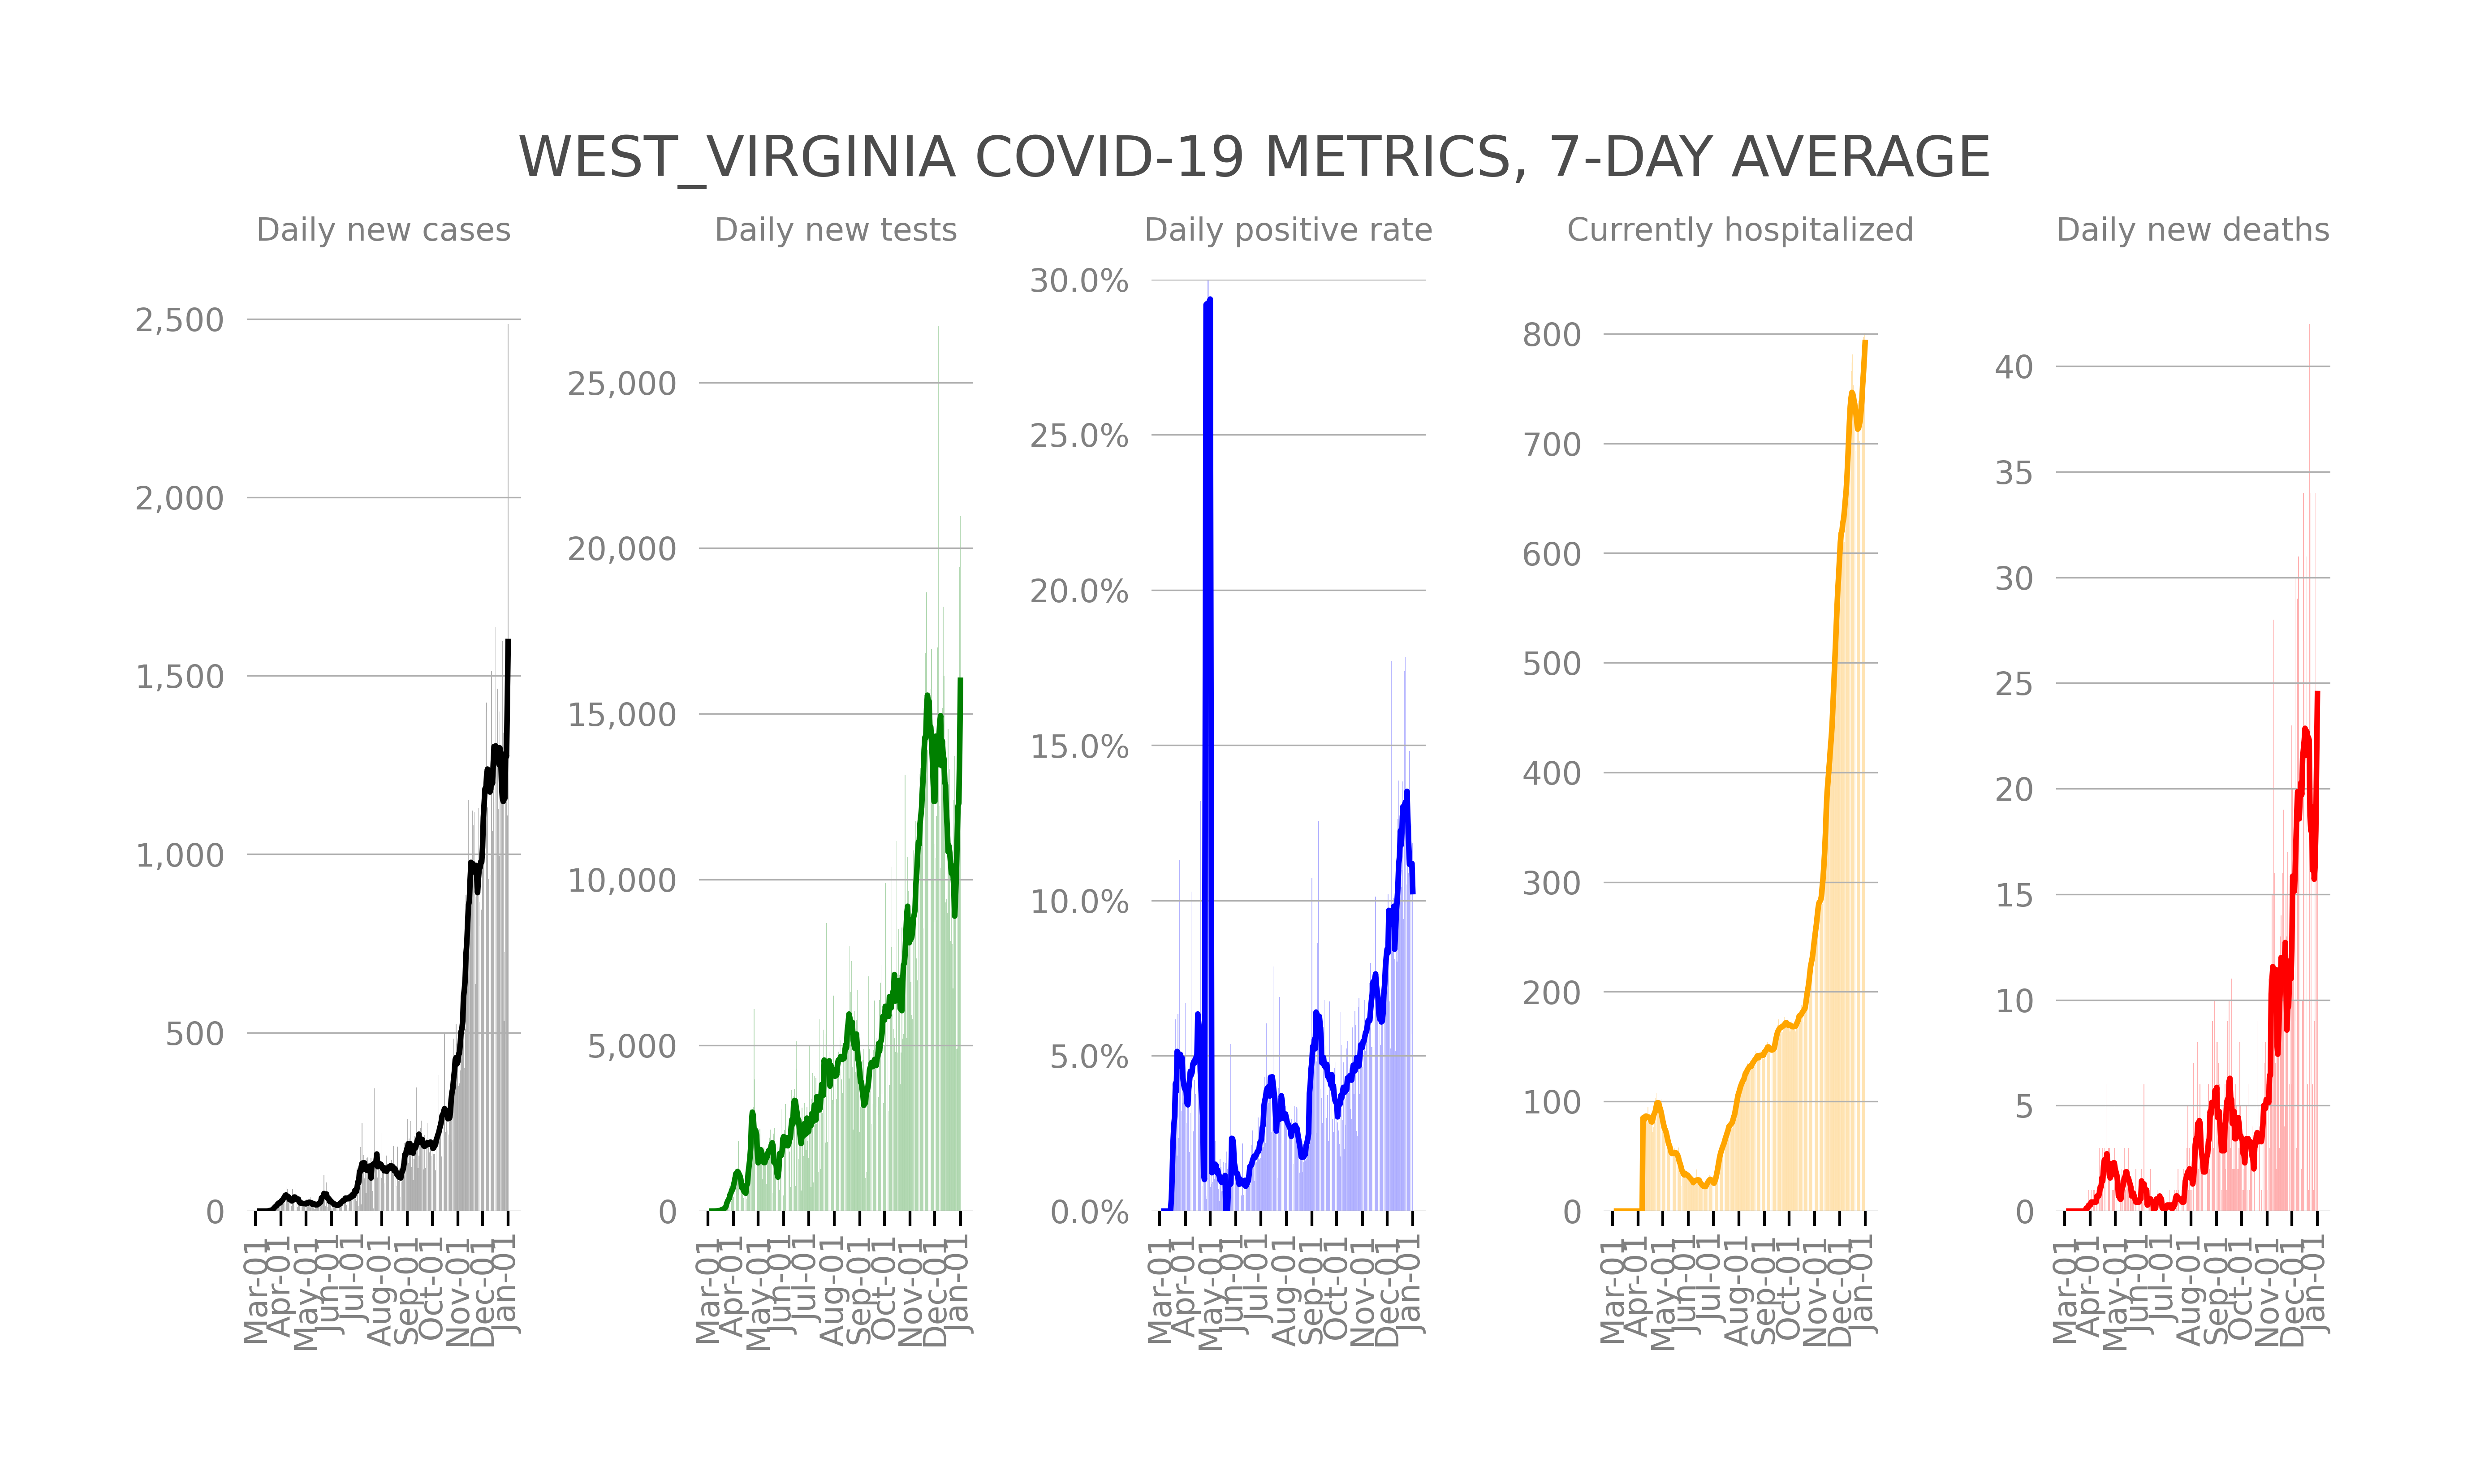 WEST_VIRGINIA COVID-19 METRICS, 7-DAY AVERAGE
Daily new cases
2,500
2,000
1,500
1,000
500
0
Mar-01
Apr-01
May-01
Jun-01
Jul-01
Aug-01
Sep-01
Oct-01
Nov-01
Dec-01
Jan-01
Daily new tests
25,000
20,000
15,000
10,000
5,000
0
Mar-01
Apr-01
May-01
Jun-01
Jul-01
Aug-01
Sep-01
Oct-01
Nov-01
Dec-01
Jan-01
Daily positive rate
30.0%
25.0%
20.0%
15.0%
10.0%
5.0%
0.0%
Mar-01
Apr-01
May-01
Jun-01
Jul-01
Aug-01
Sep-01
Oct-01
Nov-01
Dec-01
Jan-01
Currently hospitalized
800
700
600
500
400
300
200
100
0
Mar-01
Apr-01
May-01
Jun-01
Jul-01
Aug-01
Sep-01
Oct-01
Nov-01
Dec-01
Jan-01
Daily new deaths
40
35
30
25
20
15
10
5
0
Mar-01
Apr-01
May-01
Jun-01
Jul-01
Aug-01
Sep-01
Oct-01
Nov-01
Dec-01
Jan-01